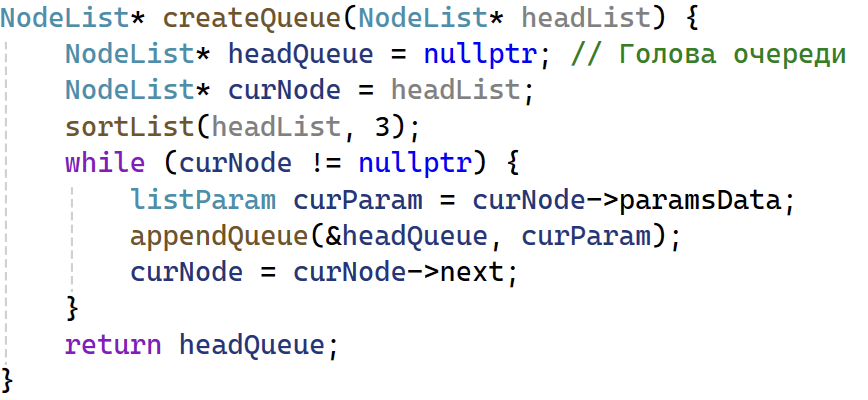 NodeList* createQueue(NodeList* headList) {
    NodeList* headQueue = nullptr; // Голова очереди
    NodeList* curNode = headList;
    sortList(headList, 3);
    while (curNode != nullptr) {
        listParam curParam = curNode->paramsData;
        appendQueue(&headQueue, curParam);
        curNode = curNode->next;
    }
    return headQueue;
}